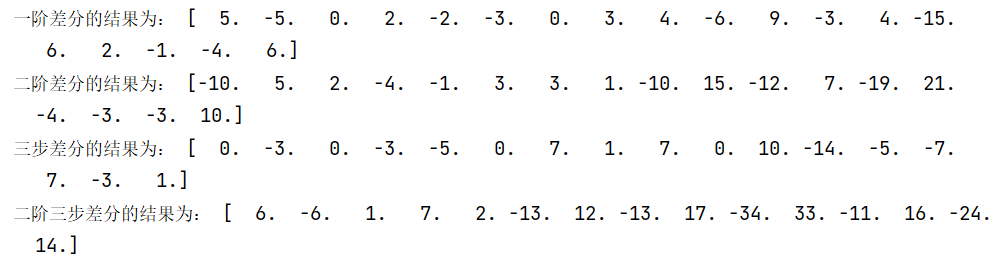 一阶差分的结果为： [  5.  -5.   0.   2.  -2.  -3.   0.   3.   4.  -6.   9.  -3.   4. -15.
   6.   2.  -1.  -4.   6.]
二阶差分的结果为： [-10.   5.   2.  -4.  -1.   3.   3.   1. -10.  15. -12.   7. -19.  21.
  -4.  -3.  -3.  10.]
三步差分的结果为： [  0.  -3.   0.  -3.  -5.   0.   7.   1.   7.   0.  10. -14.  -5.  -7.
   7.  -3.   1.]
二阶三步差分的结果为： [  6.  -6.   1.   7.   2. -13.  12. -13.  17. -34.  33. -11.  16. -24.
  14.]